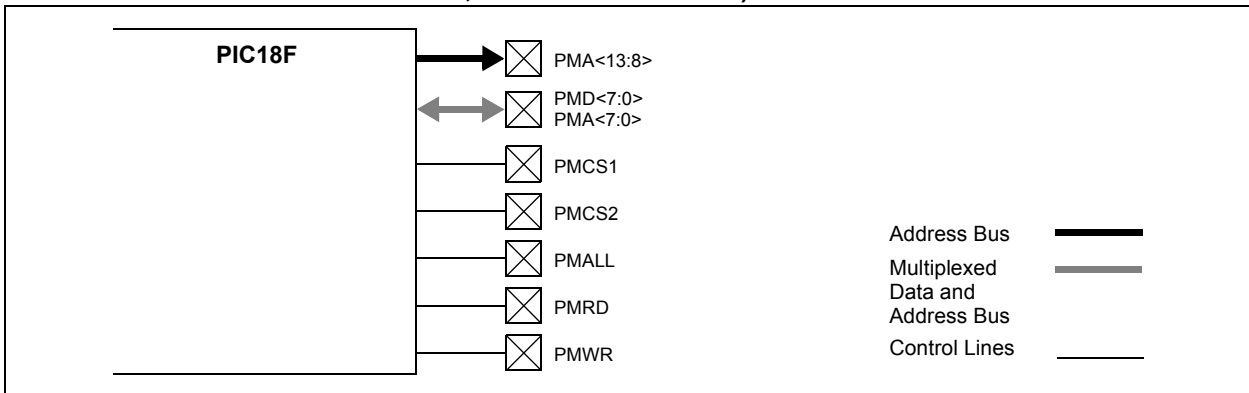 PIC18F
PMA<13:8>
PMD<7:0>
PMA<7:0>
PMCS1
PMCS2
PMALL
PMRD
PMWR
Address Bus
Multiplexed
Data and
Address Bus
Control Lines